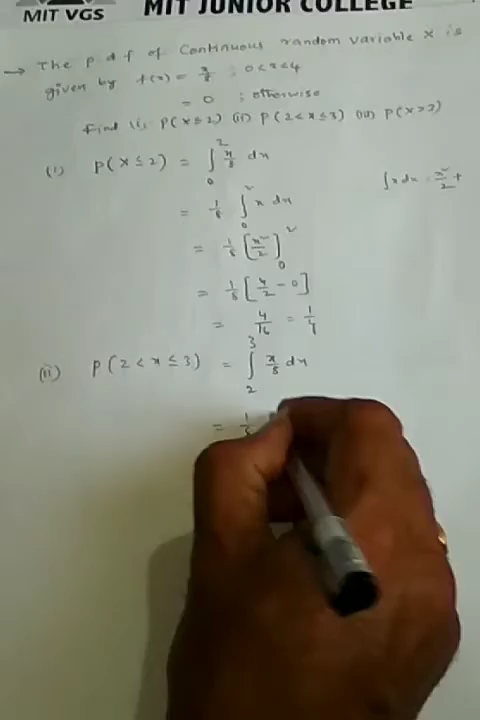 MIT VGS MIT JUNIOR COLLEGE
→ The p d f of Continuous random variable X is
given by f(x) = x/8 ; 0<x<4
= 0 ; otherwise
Find (i) P(X≤2) (ii) P(2<X≤3) (iii) P(X>3)
(i) P(X≤2) = ∫₀² x/8 dx
∫x dx = x²/2 +
= 1/8 ∫₀² x dx
= 1/8 [x²/2]₀²
= 1/8 [4/2 - 0]
= 4/16 = 1/4
(ii) P(2<x≤3) = ∫₂³ x/8 dx
= 1/8